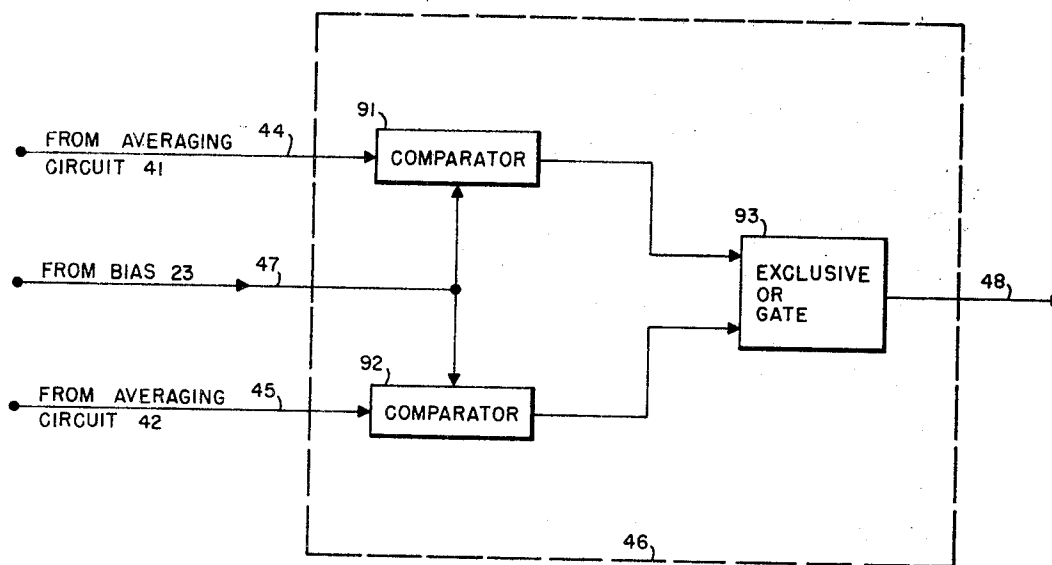 91
FROM AVERAGING
CIRCUIT 41
44
COMPARATOR
93
FROM BIAS 23
47
EXCLUSIVE
OR
GATE
48
92
FROM AVERAGING
CIRCUIT 42
45
COMPARATOR
46